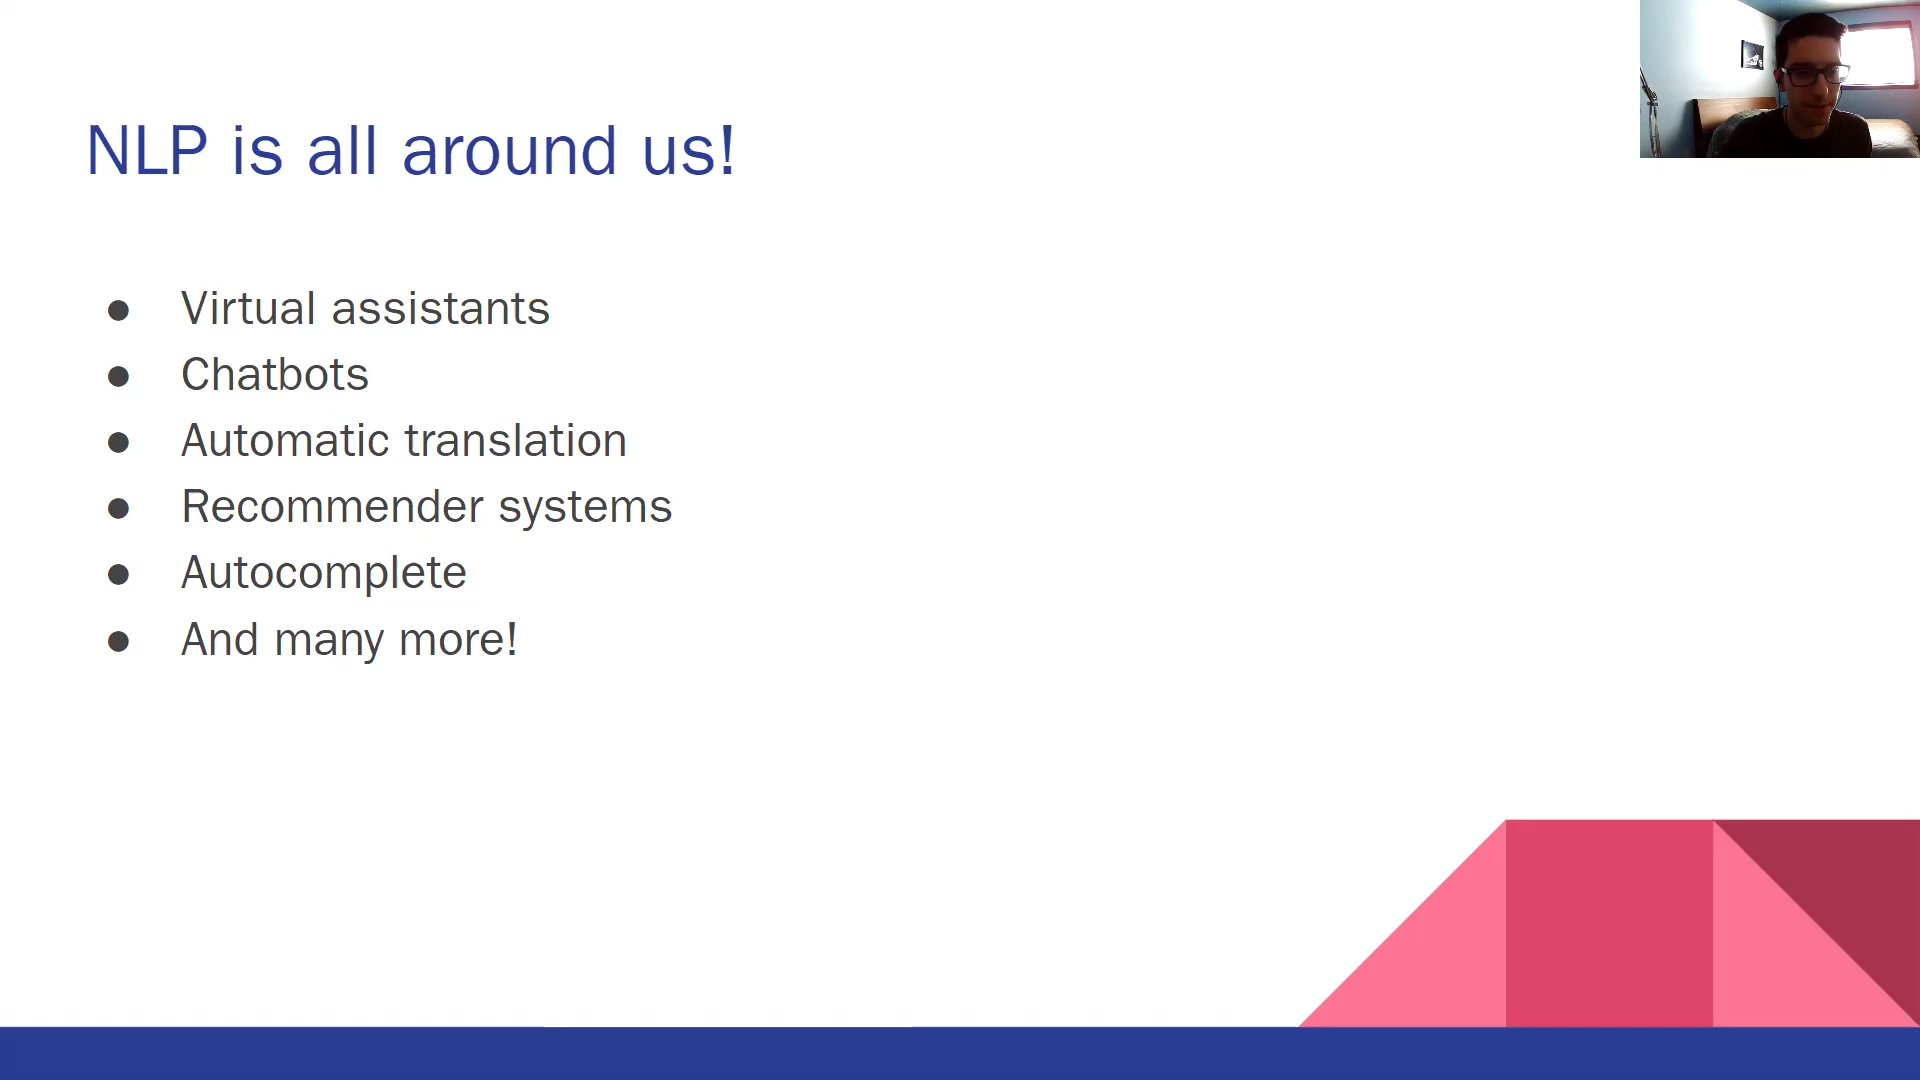 NLP is all around us!
● Virtual assistants
● Chatbots
● Automatic translation
● Recommender systems
● Autocomplete
● And many more!